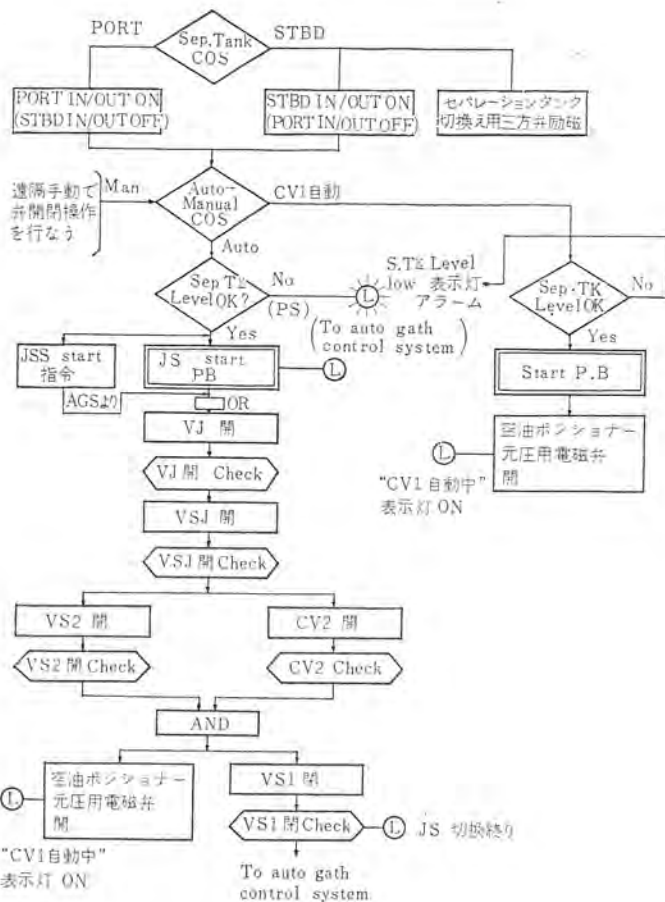 PORT
Sep. Tank
COS
STBD
PORT IN/OUT ON
(STBD IN/OUT OFF)
STBD IN/OUT ON
(PORT IN/OUT.OFF)
セパレーションタンク
切換え用三方弁励磁
遠隔手動で
弁開閉操作
を行なう
Man
Auto-
Manual
COS
CV1自動
Auto
Sep Tk
Level OK?
No
(PS)
L
S.Tk Level
low 表示灯
アラーム
(To auto gath
control system)
Sep.TK
Level OK
No
Yes
Yes
JSS start
指令
JS start
PB
L
Start P.B
AGSより
OR
VJ 開
空油ポジショナー
元圧用電磁弁
開
L
"CV1自動中"
表示灯 ON
VJ 開 Check
VSJ 開
VSJ 開 Check
VS2 開
CV2 開
VS2 開 Check
CV2 Check
AND
空油ポジショナー
元圧用電磁弁
開
L
"CV1自動中"
表示灯 ON
VS1 閉
VS1 閉 Check
L
JS 切換終り
To auto gath
control system